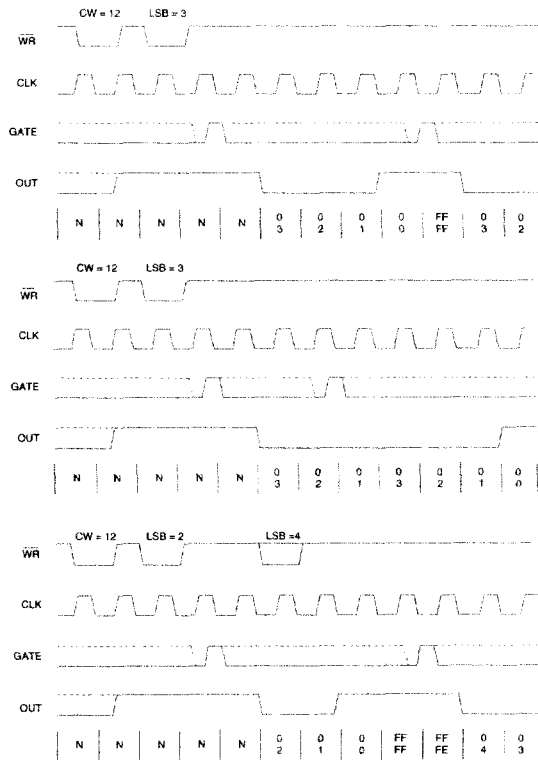 CW = 12 LSB = 3
WR
CLK
GATE
OUT
N N N N N 0 0 0 0 FF 0 0
3 2 1 0 FF 3 2
CW = 12 LSB = 3
WR
CLK
GATE
OUT
N N N N N 0 0 0 0 0 0 0
3 2 1 3 2 1 0
CW = 12 LSB = 2 LSB =4
WR
CLK
GATE
OUT
N N N N N 0 0 0 FF FF 0 0
2 1 0 FF FE 4 3